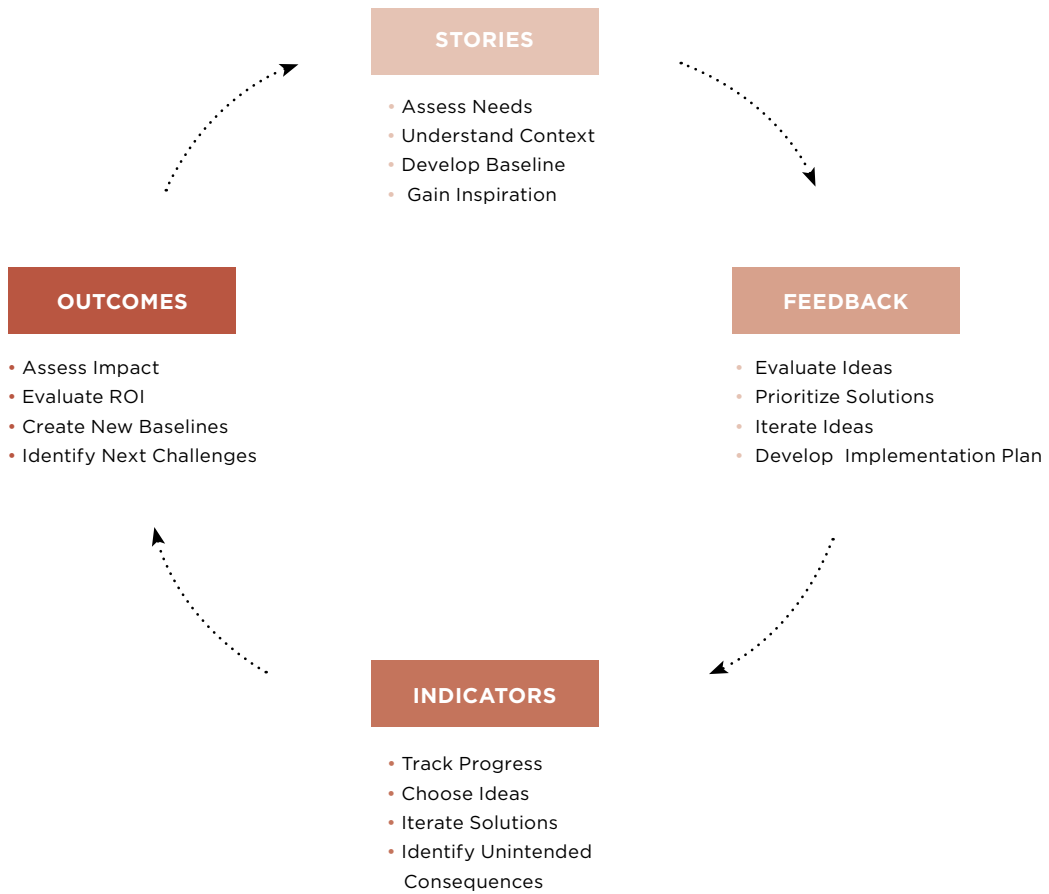 STORIES
• Assess Needs
• Understand Context
• Develop Baseline
• Gain Inspiration
FEEDBACK
• Evaluate Ideas
• Prioritize Solutions
• Iterate Ideas
• Develop Implementation Plan
INDICATORS
• Track Progress
• Choose Ideas
• Iterate Solutions
• Identify Unintended
Consequences
OUTCOMES
• Assess Impact
• Evaluate ROI
• Create New Baselines
• Identify Next Challenges